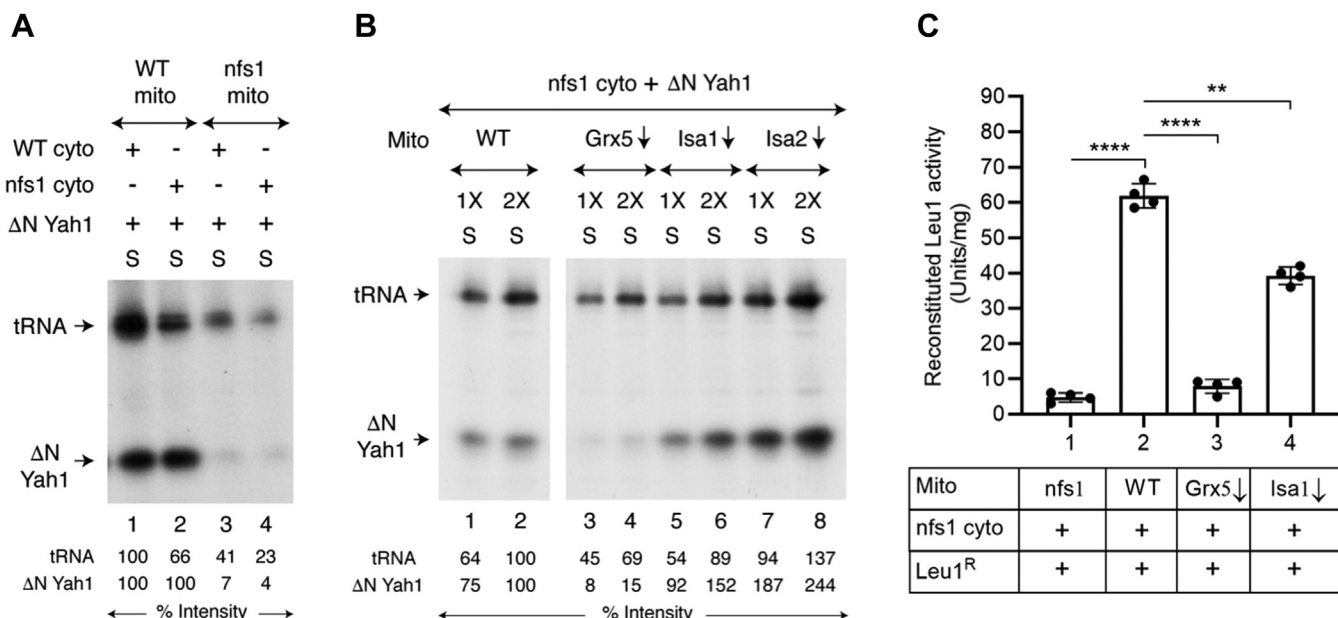 A
WT
mito
nfs1
mito
WT cyto + - + -
nfs1 cyto - + - +
ΔN Yah1 + + + +
S S S S
tRNA
ΔN
Yah1
1 2 3 4
tRNA 100 66 41 23
ΔN Yah1 100 100 7 4
% Intensity
B
nfs1 cyto + ΔN Yah1
Mito WT Grx5↓ Isa1↓ Isa2↓
1X 2X 1X 2X 1X 2X 1X 2X
S S S S S S S S
tRNA
ΔN
Yah1
1 2 3 4 5 6 7 8
tRNA 64 100 45 69 54 89 94 137
ΔN Yah1 75 100 8 15 92 152 187 244
% Intensity
C
Reconstituted Leu1 activity
(Units/mg)
90
80
70
60
50
40
30
20
10
0
**
****
****
1 2 3 4
Mito nfs1 WT Grx5↓ Isa1↓
nfs1 cyto + + + +
Leu1ᴿ + + + +